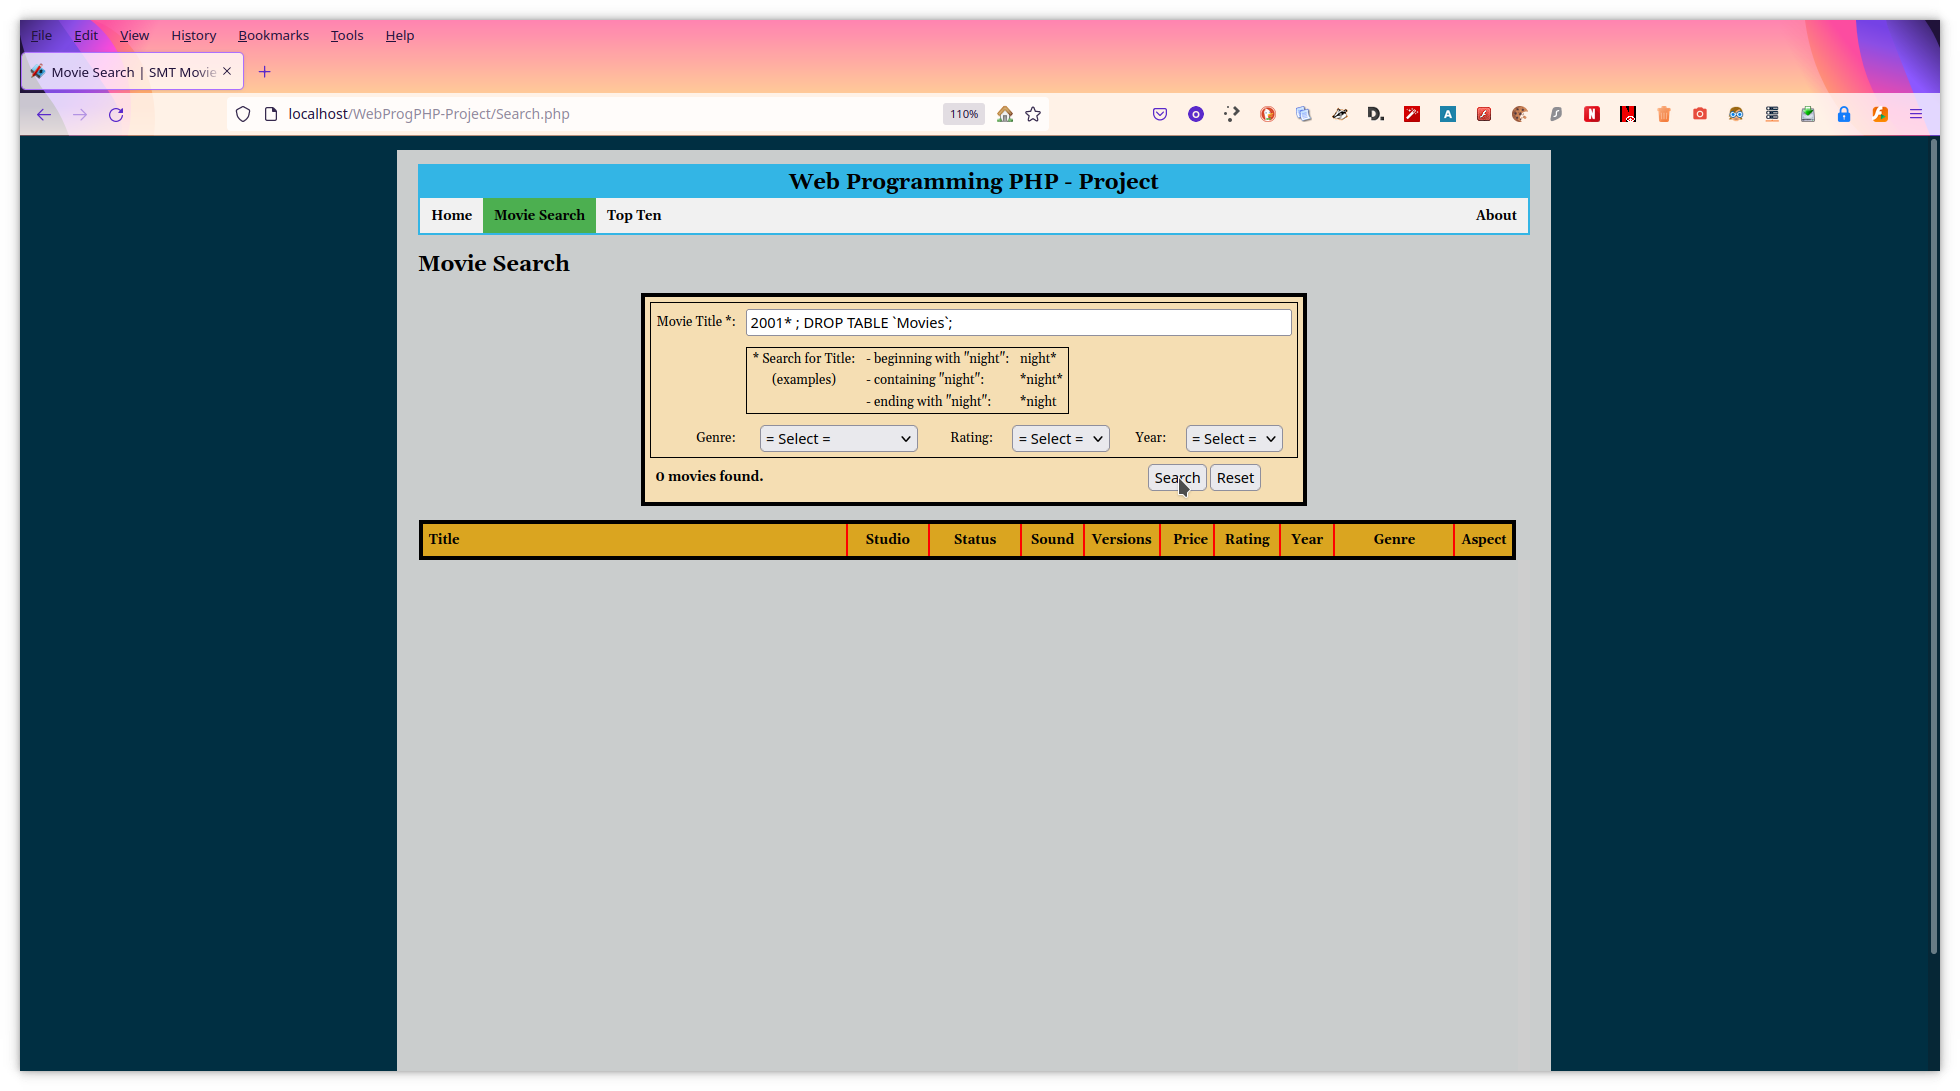 File Edit View History Bookmarks Tools Help
Movie Search | SMT Movie
localhost/WebProgPHP-Project/Search.php 110%
Web Programming PHP - Project
Home Movie Search Top Ten About
Movie Search
Movie Title *: 2001* ; DROP TABLE `Movies`;
* Search for Title: - beginning with "night": night*
(examples) - containing "night": *night*
- ending with "night": *night
Genre: = Select = Rating: = Select = Year: = Select =
0 movies found. Search Reset
Title Studio Status Sound Versions Price Rating Year Genre Aspect